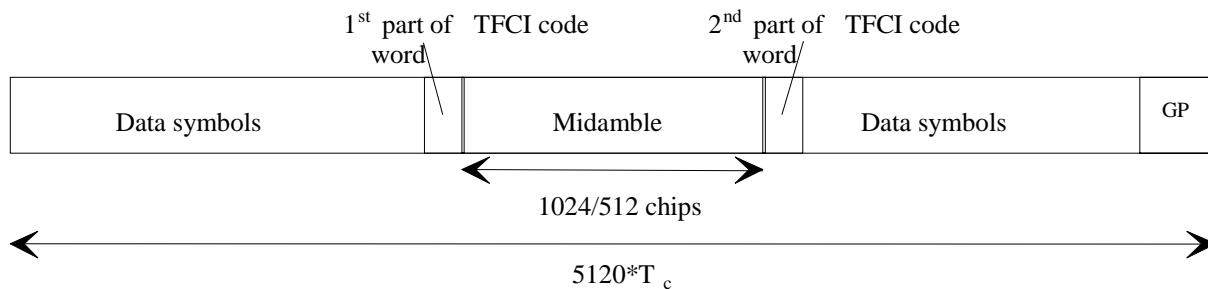 1st part of TFCI code
word
2nd part of TFCI code
word
Data symbols
Midamble
Data symbols
GP
1024/512 chips
5120*T c